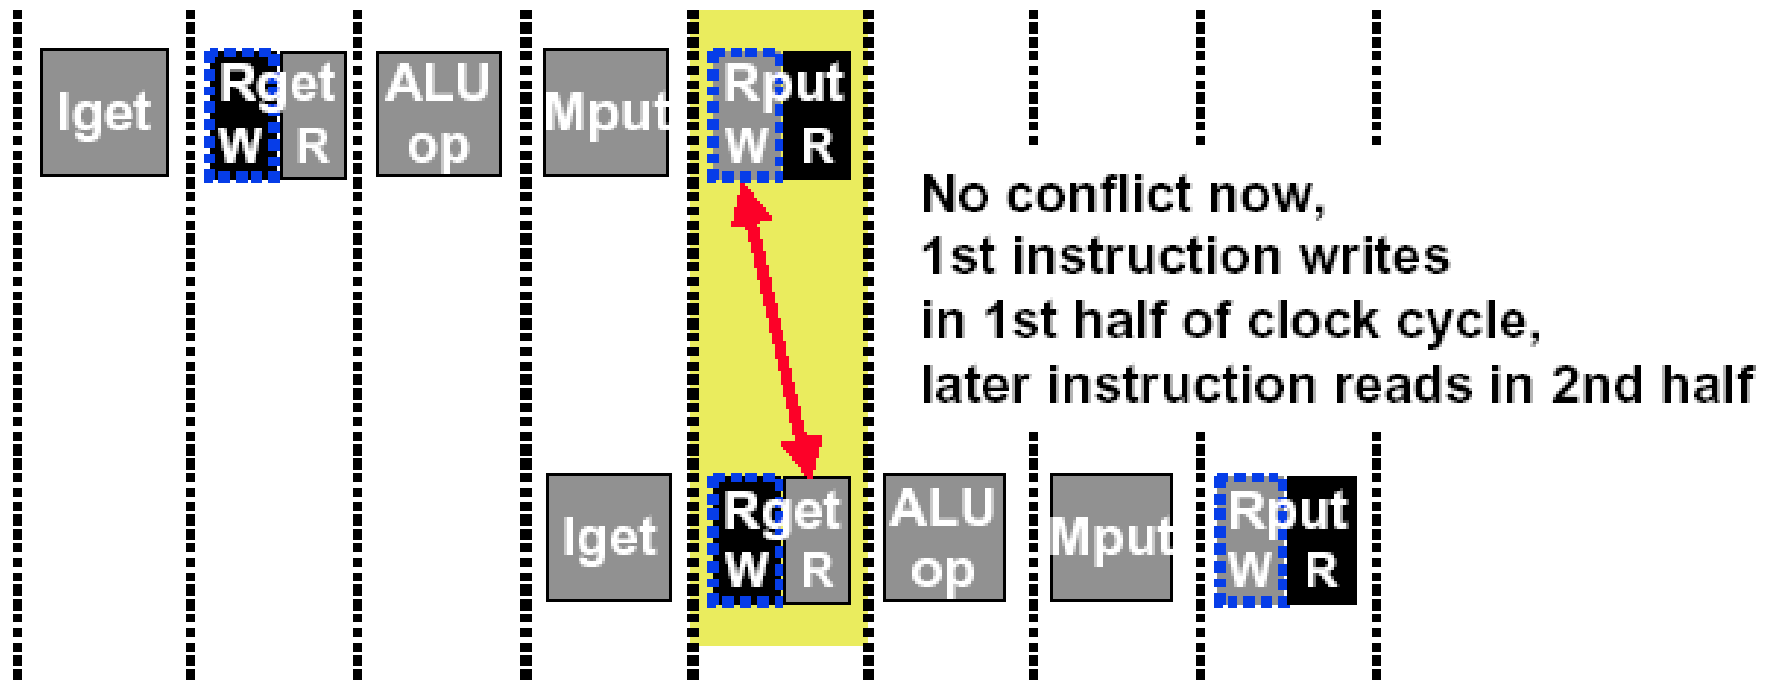 Iget
Rget
W R
ALU
op
Mput
Rput
W R
No conflict now,
1st instruction writes
in 1st half of clock cycle,
later instruction reads in 2nd half
Iget
Rget
W R
ALU
op
Mput
Rput
W R